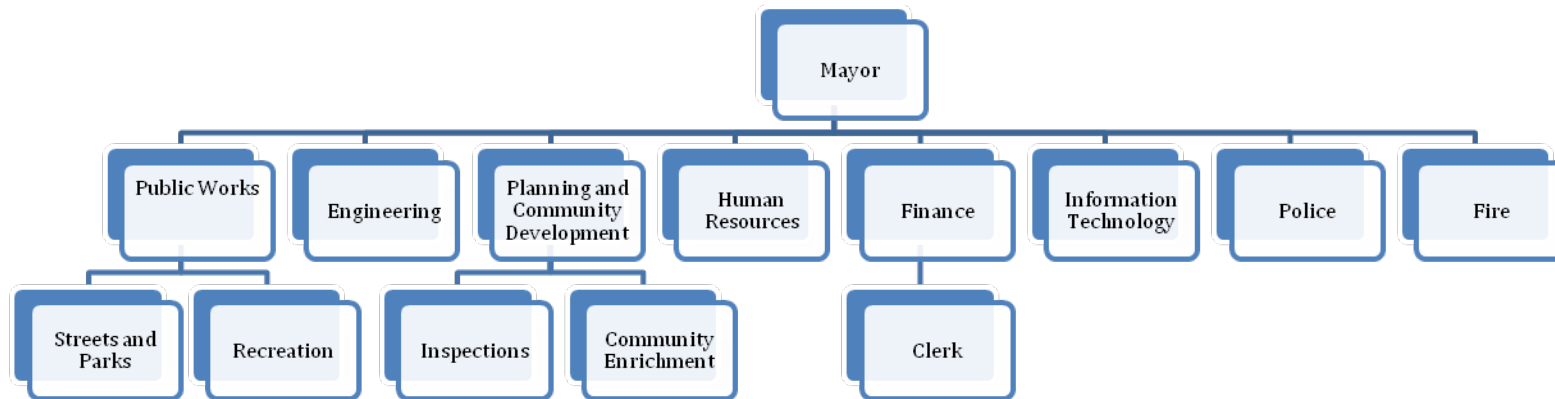 Mayor
Public Works
Engineering
Planning and
Community
Development
Human
Resources
Finance
Information
Technology
Police
Fire
Streets and
Parks
Recreation
Inspections
Community
Enrichment
Clerk